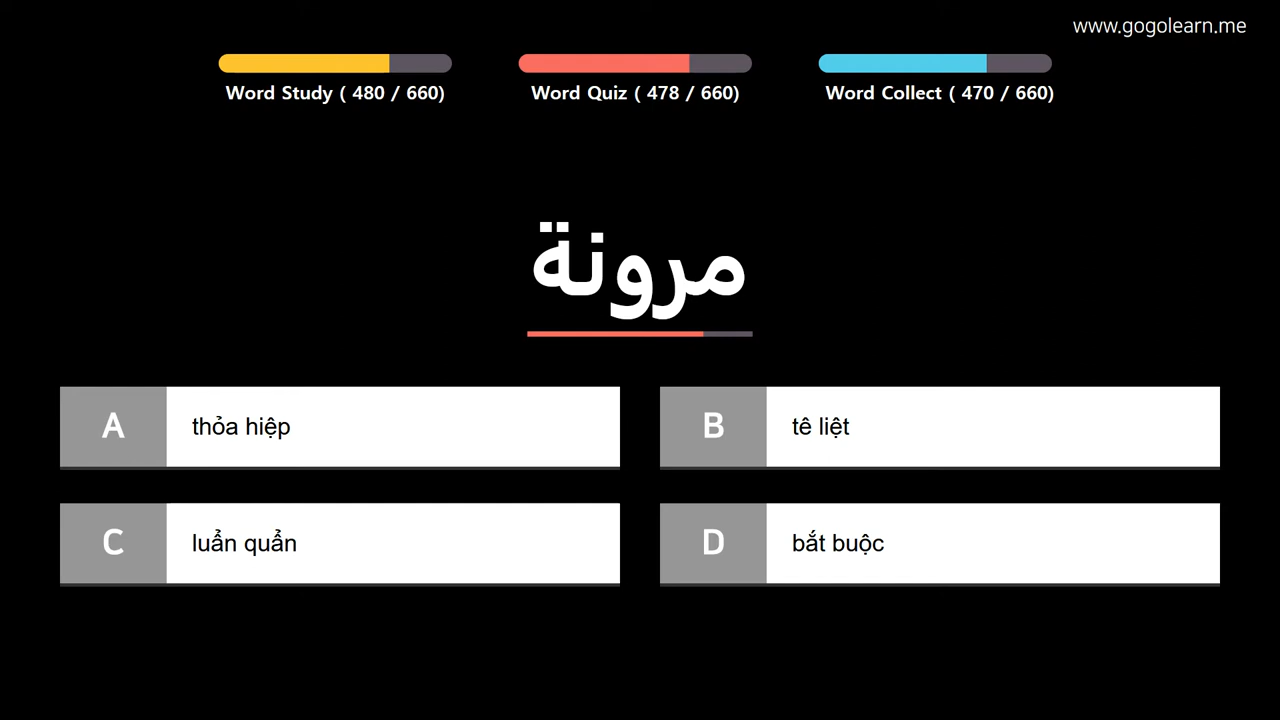 www.gogolearn.me
Word Study ( 480 / 660)
Word Quiz ( 478 / 660)
Word Collect ( 470 / 660)
مرونة
A thỏa hiệp
B tê liệt
C luẩn quẩn
D bắt buộc